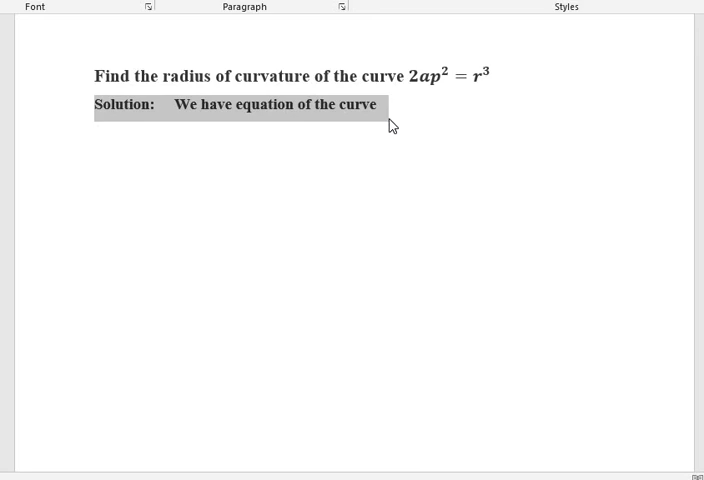 Font Paragraph Styles
Find the radius of curvature of the curve 2ap² = r³
Solution: We have equation of the curve